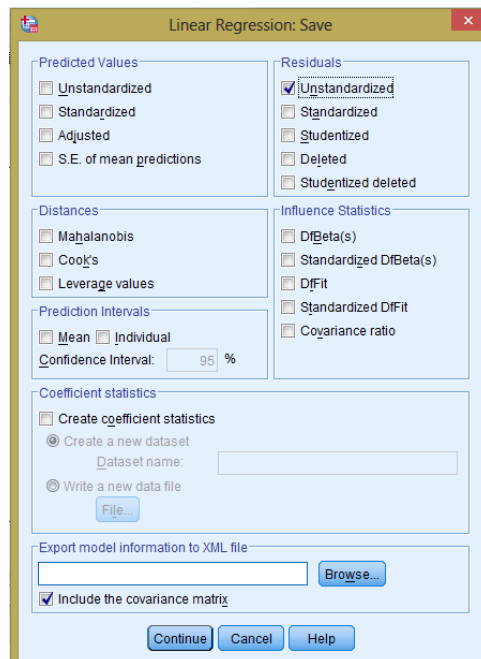 Linear Regression: Save
Predicted Values
Unstandardized
Standardized
Adjusted
S.E. of mean predictions
Residuals
Unstandardized
Standardized
Studentized
Deleted
Studentized deleted
Distances
Mahalanobis
Cook's
Leverage values
Influence Statistics
DfBeta(s)
Standardized DfBeta(s)
DfFit
Standardized DfFit
Covariance ratio
Prediction Intervals
Mean Individual
Confidence Interval: 95 %
Coefficient statistics
Create coefficient statistics
Create a new dataset
Dataset name:
Write a new data file
File...
Export model information to XML file
Browse...
Include the covariance matrix
Continue Cancel Help